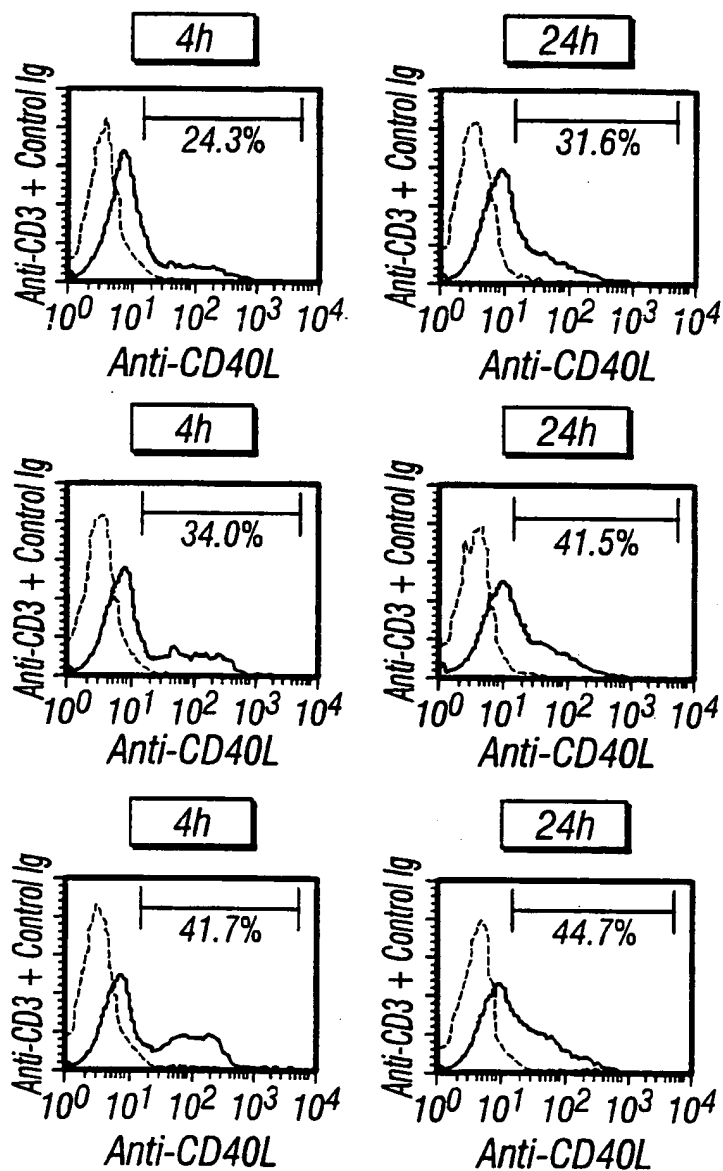 4h
24h
Anti-CD3 + Control Ig
24.3%
10^0 10^1 10^2 10^3 10^4
Anti-CD40L
Anti-CD3 + Control Ig
31.6%
10^0 10^1 10^2 10^3 10^4
Anti-CD40L
4h
24h
Anti-CD3 + Control Ig
34.0%
10^0 10^1 10^2 10^3 10^4
Anti-CD40L
Anti-CD3 + Control Ig
41.5%
10^0 10^1 10^2 10^3 10^4
Anti-CD40L
4h
24h
Anti-CD3 + Control Ig
41.7%
10^0 10^1 10^2 10^3 10^4
Anti-CD40L
Anti-CD3 + Control Ig
44.7%
10^0 10^1 10^2 10^3 10^4
Anti-CD40L